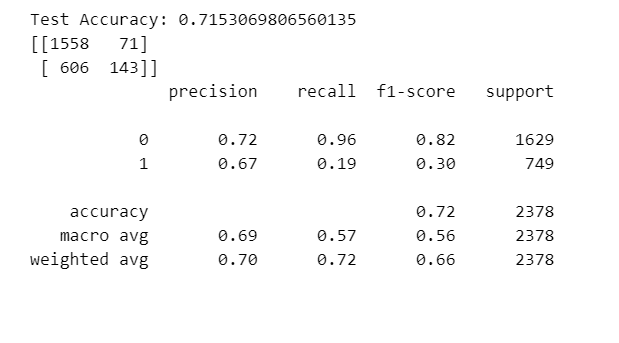 Test Accuracy: 0.7153069806560135
[[1558   71]
 [ 606  143]]
              precision    recall  f1-score   support

           0       0.72      0.96      0.82      1629
           1       0.67      0.19      0.30       749

    accuracy                           0.72      2378
   macro avg       0.69      0.57      0.56      2378
weighted avg       0.70      0.72      0.66      2378